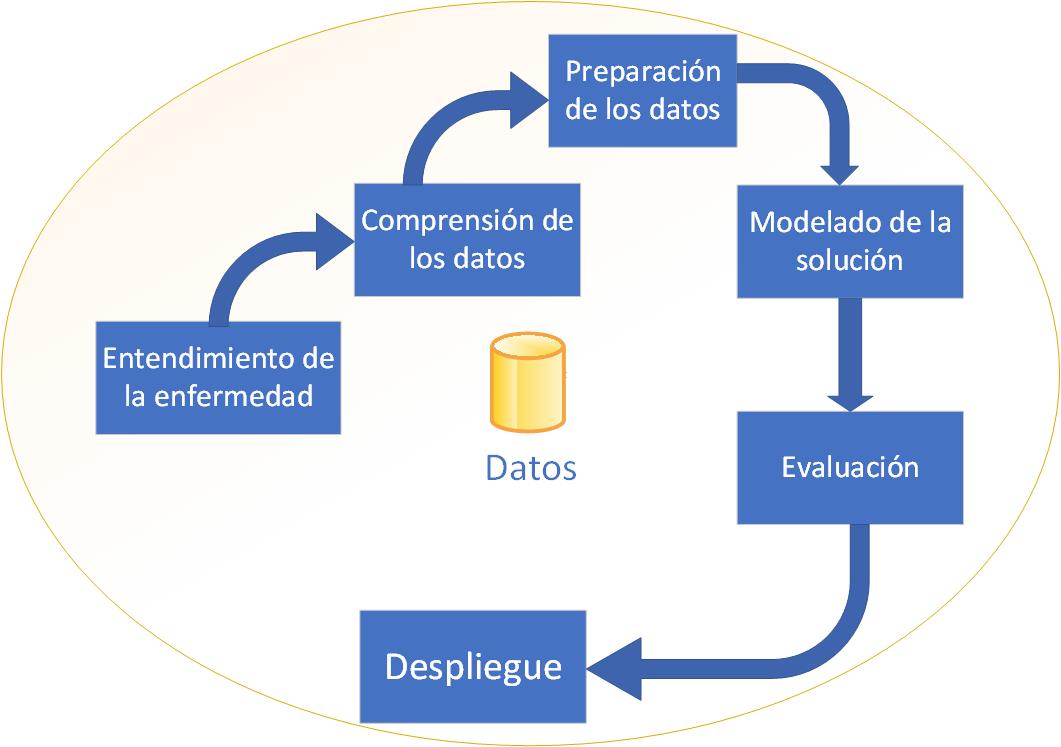 Preparación
de los datos
Comprensión de
los datos
Modelado de la
solución
Entendimiento de
la enfermedad
Datos
Evaluación
Despliegue